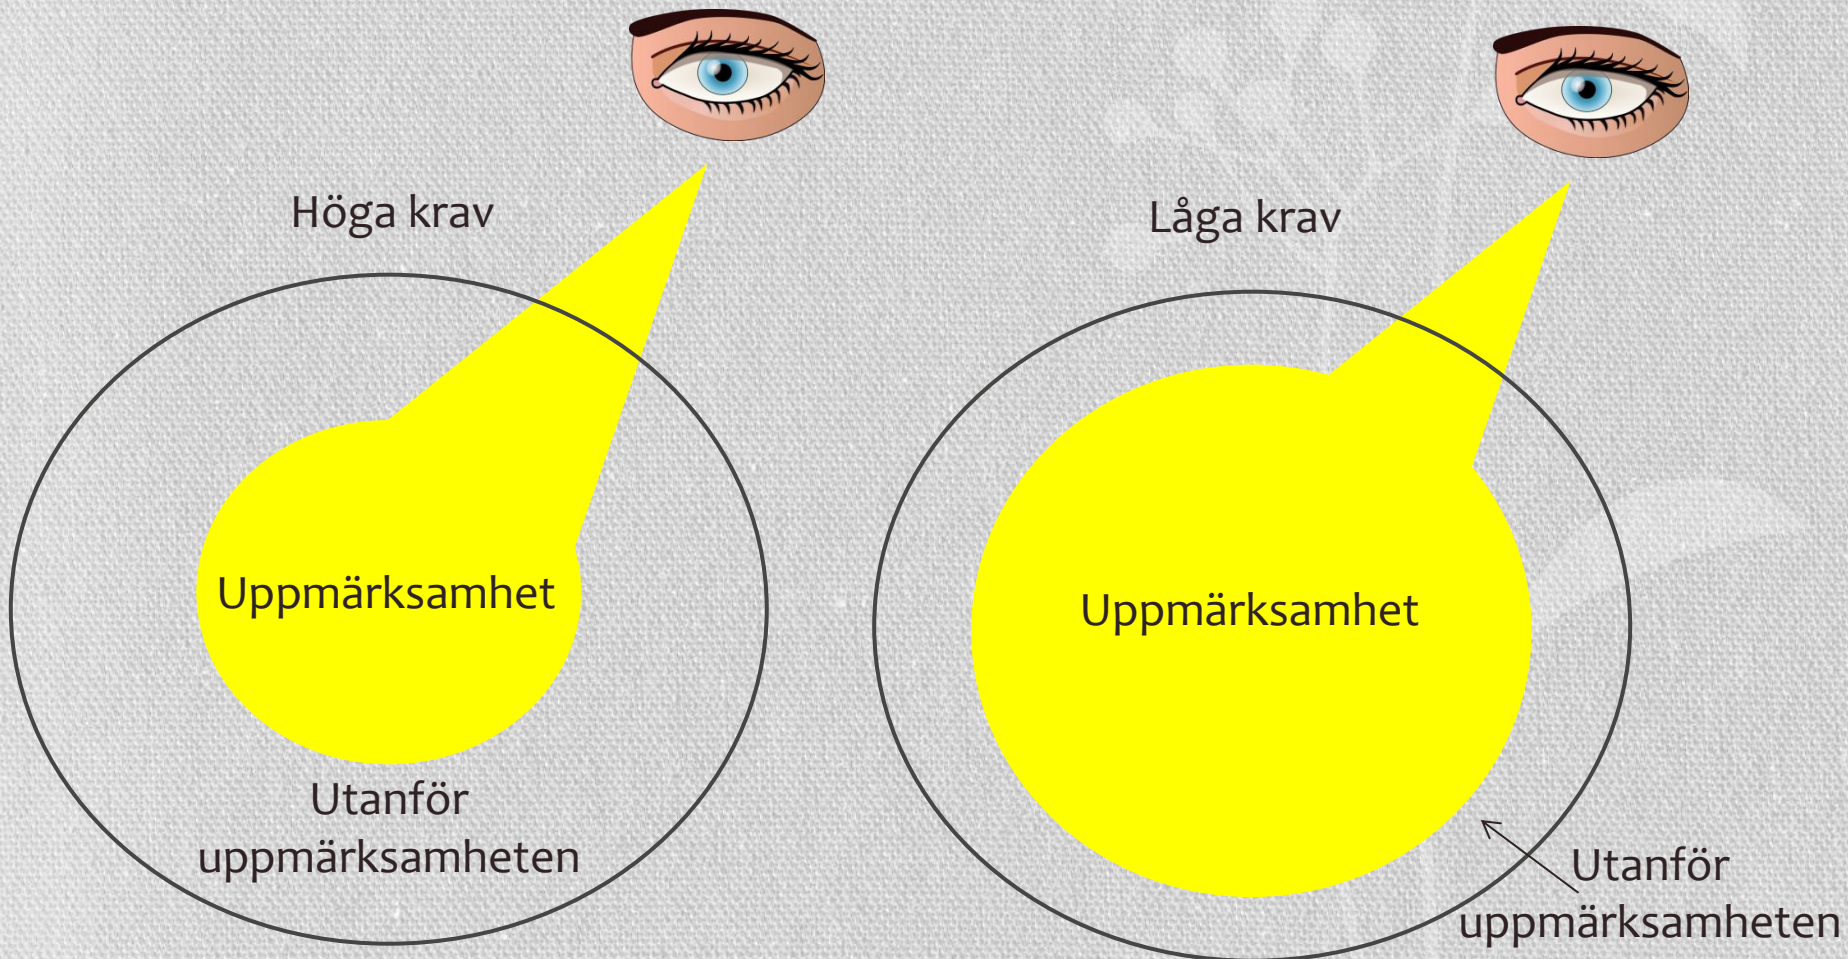 Höga krav
Uppmärksamhet
Utanför
uppmärksamheten
Låga krav
Uppmärksamhet
Utanför
uppmärksamheten